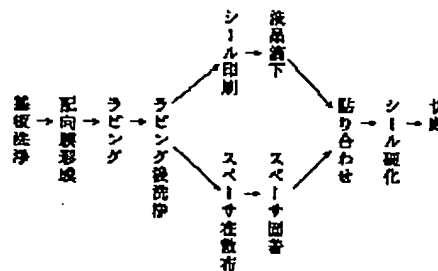 基板洗浄
配向膜形成
ラビング
ラビング後洗浄
シール印刷
液晶滴下
スペーサ在散布
スペーサ固着
貼り合わせ
シール硬化